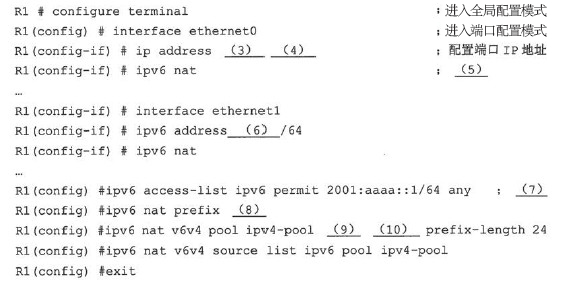 R1 # configure terminal ；进入全局配置模式
R1(config) # interface ethernet0 ；进入端口配置模式
R1(config-if) # ip address （3） （4） ；配置端口 IP 地址
R1(config-if) # ipv6 nat ；（5）
…
R1(config-if) # interface ethernet1
R1(config-if) # ipv6 address （6） /64
R1(config-if) # ipv6 nat
…
R1(config) #ipv6 access-list ipv6 permit 2001:aaaa::1/64 any ；（7）
R1(config) #ipv6 nat prefix （8）
R1(config) #ipv6 nat v6v4 pool ipv4-pool （9） （10） prefix-length 24
R1(config) #ipv6 nat v6v4 source list ipv6 pool ipv4-pool
R1(config) #exit